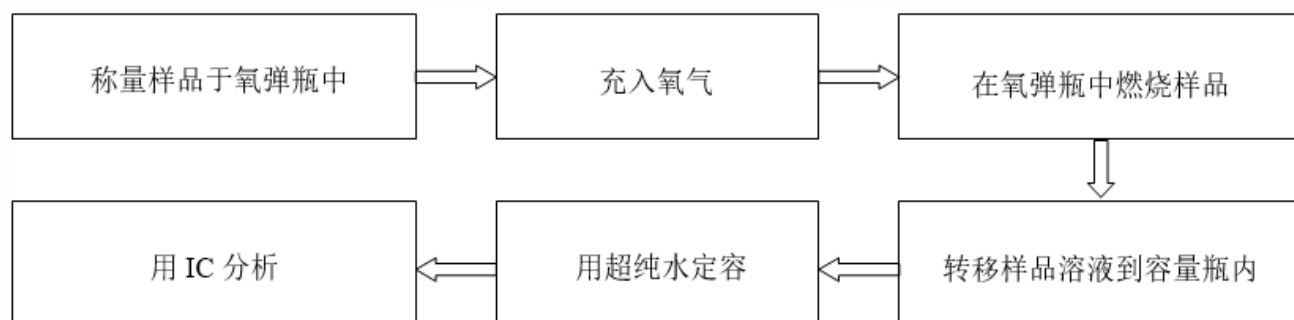 称量样品于氧弹瓶中
充入氧气
在氧弹瓶中燃烧样品
转移样品溶液到容量瓶内
用超纯水定容
用 IC 分析